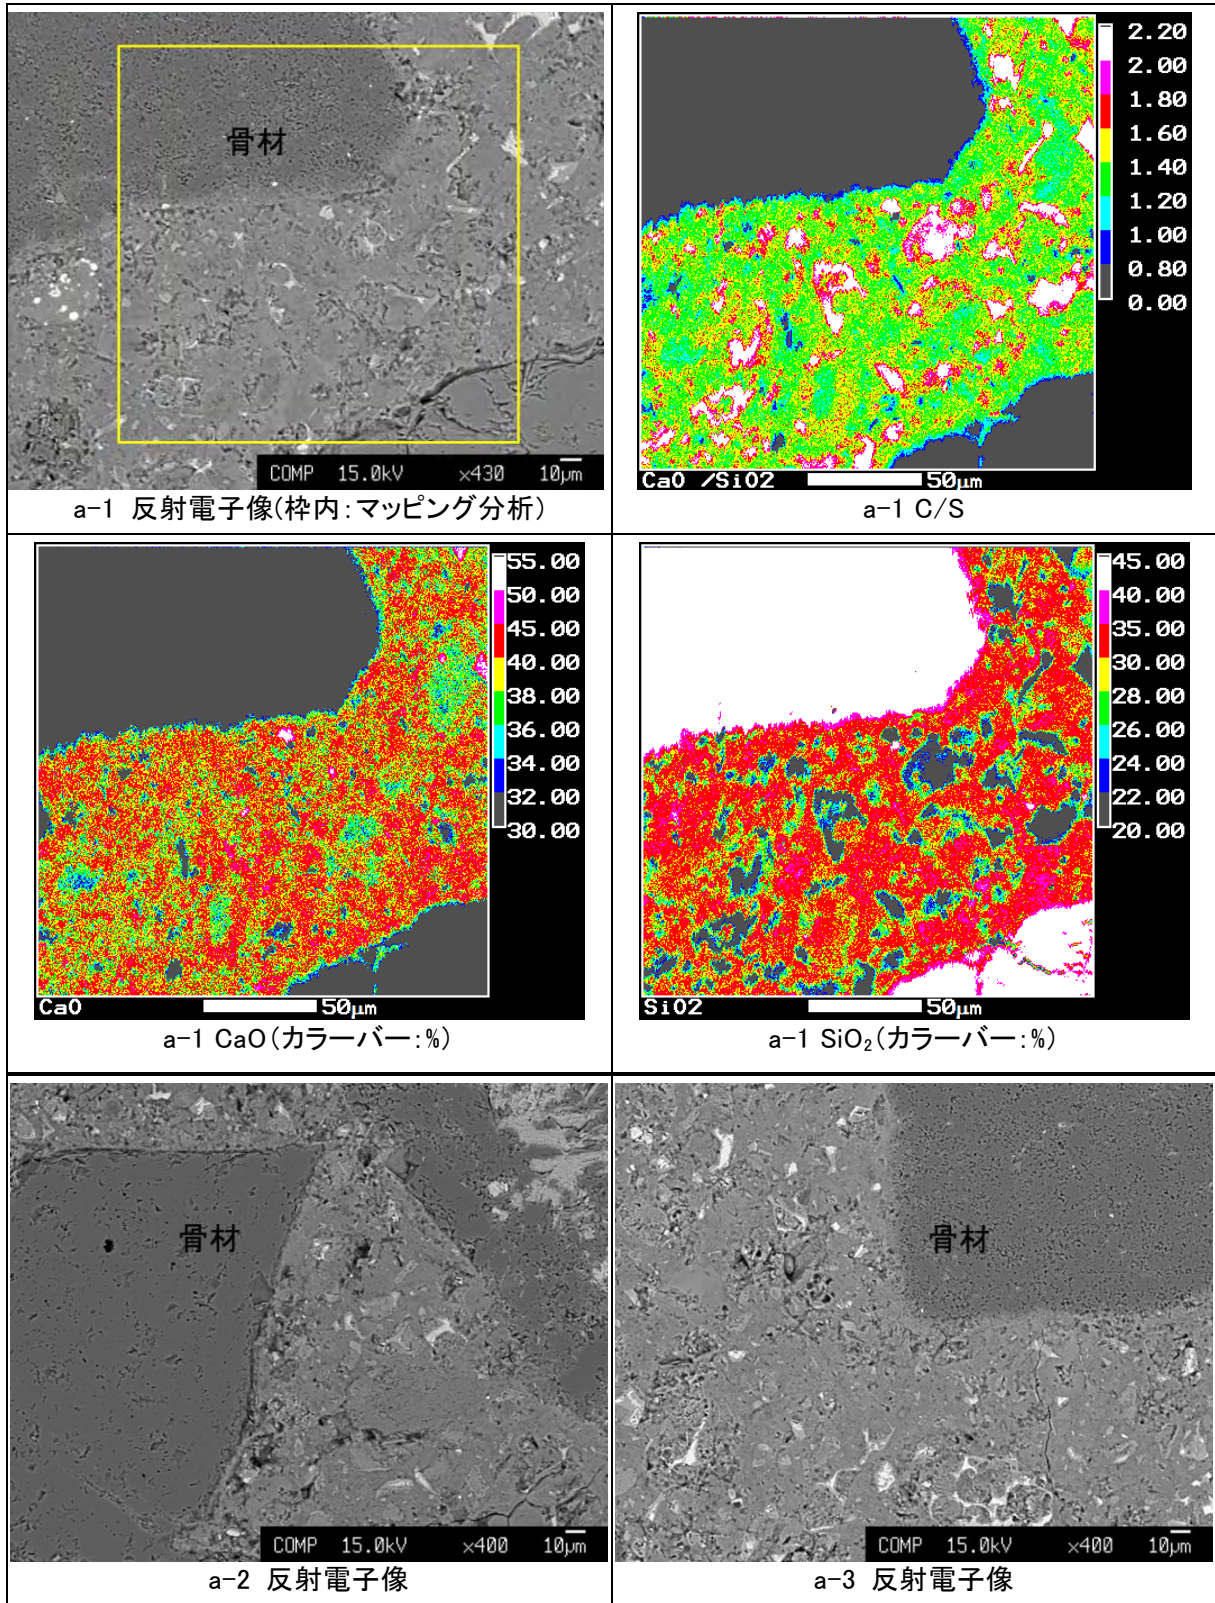 骨材
COMP 15.0kV ×430 10μm
a-1 反射電子像(枠内:マッピング分析)
2.20
2.00
1.80
1.60
1.40
1.20
1.00
0.80
0.00
CaO /SiO2 50μm
a-1 C/S
55.00
50.00
45.00
40.00
38.00
36.00
34.00
32.00
30.00
CaO 50μm
a-1 CaO(カラーバー:%)
45.00
40.00
35.00
30.00
28.00
26.00
24.00
22.00
20.00
SiO2 50μm
a-1 SiO₂(カラーバー:%)
骨材
COMP 15.0kV ×400 10μm
a-2 反射電子像
骨材
COMP 15.0kV ×400 10μm
a-3 反射電子像